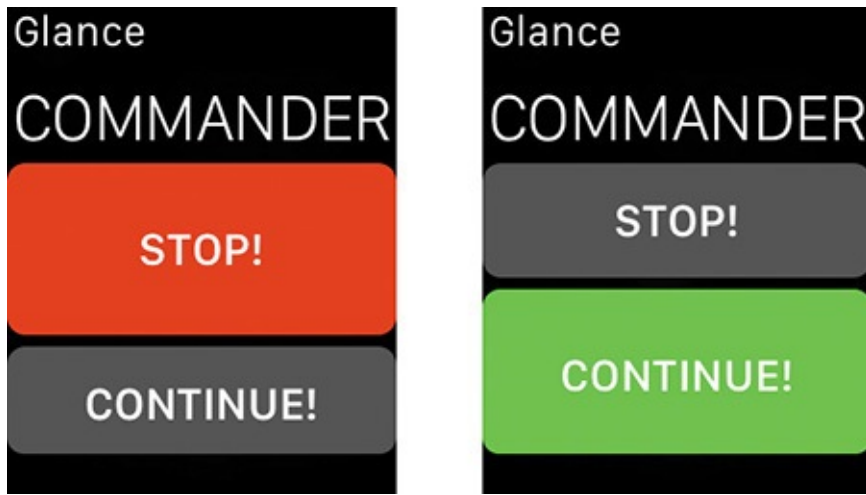 Glance
COMMANDER
STOP!
CONTINUE!
Glance
COMMANDER
STOP!
CONTINUE!